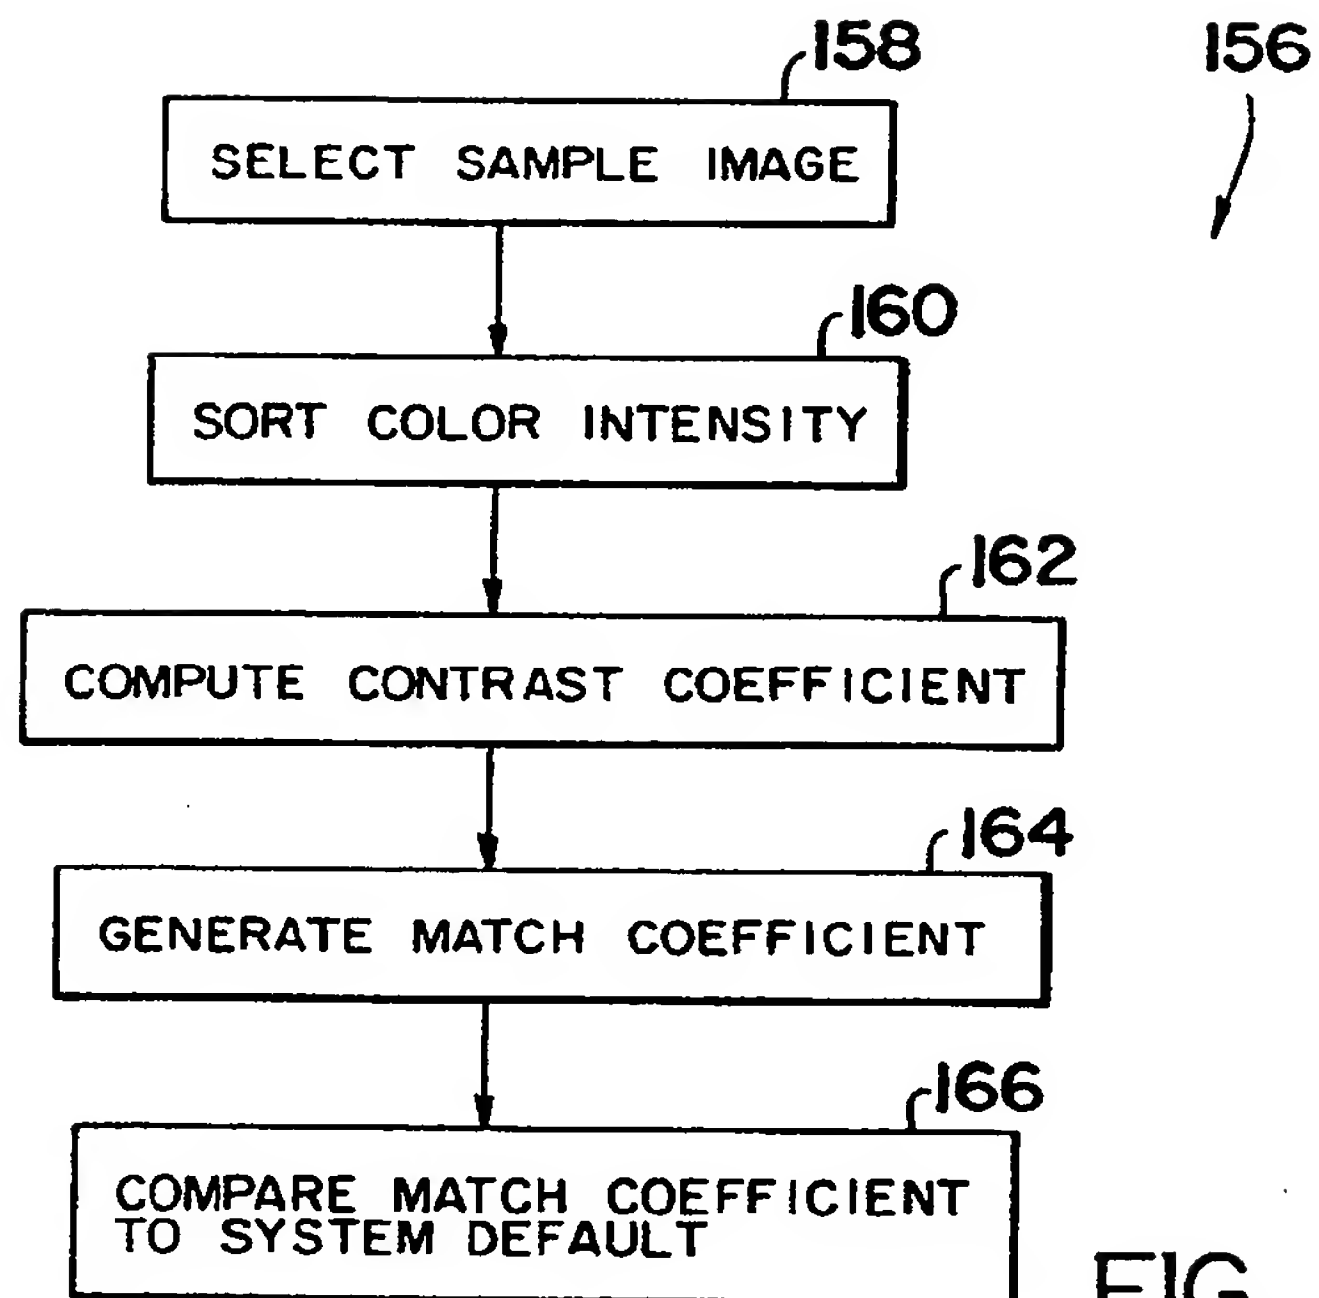 158
156
SELECT SAMPLE IMAGE
160
SORT COLOR INTENSITY
162
COMPUTE CONTRAST COEFFICIENT
164
GENERATE MATCH COEFFICIENT
166
COMPARE MATCH COEFFICIENT
TO SYSTEM DEFAULT
FIG